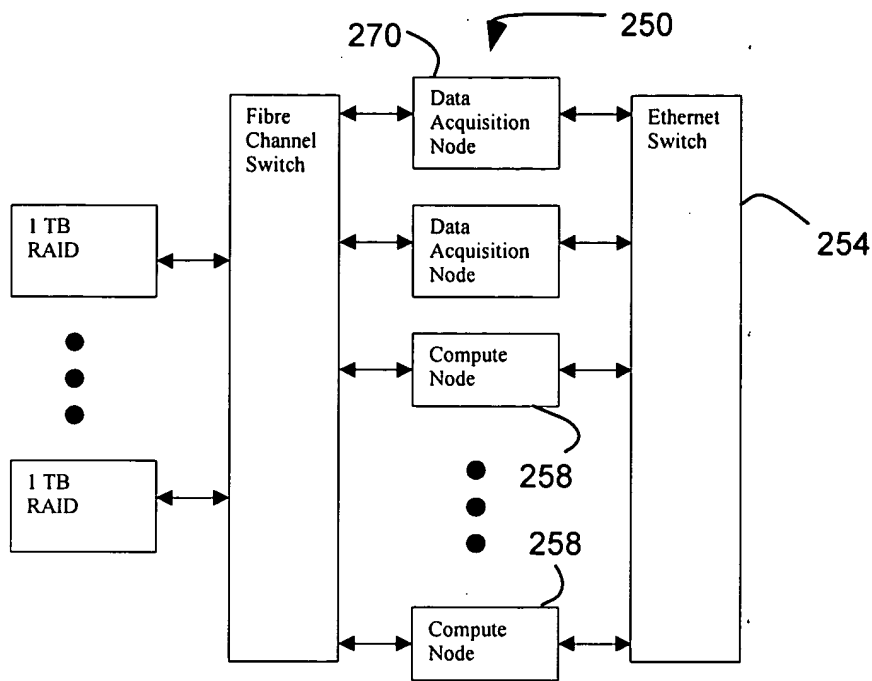 270
250
Fibre
Channel
Switch
Data
Acquisition
Node
Ethernet
Switch
1 TB
RAID
Data
Acquisition
Node
254
Compute
Node
258
1 TB
RAID
258
Compute
Node